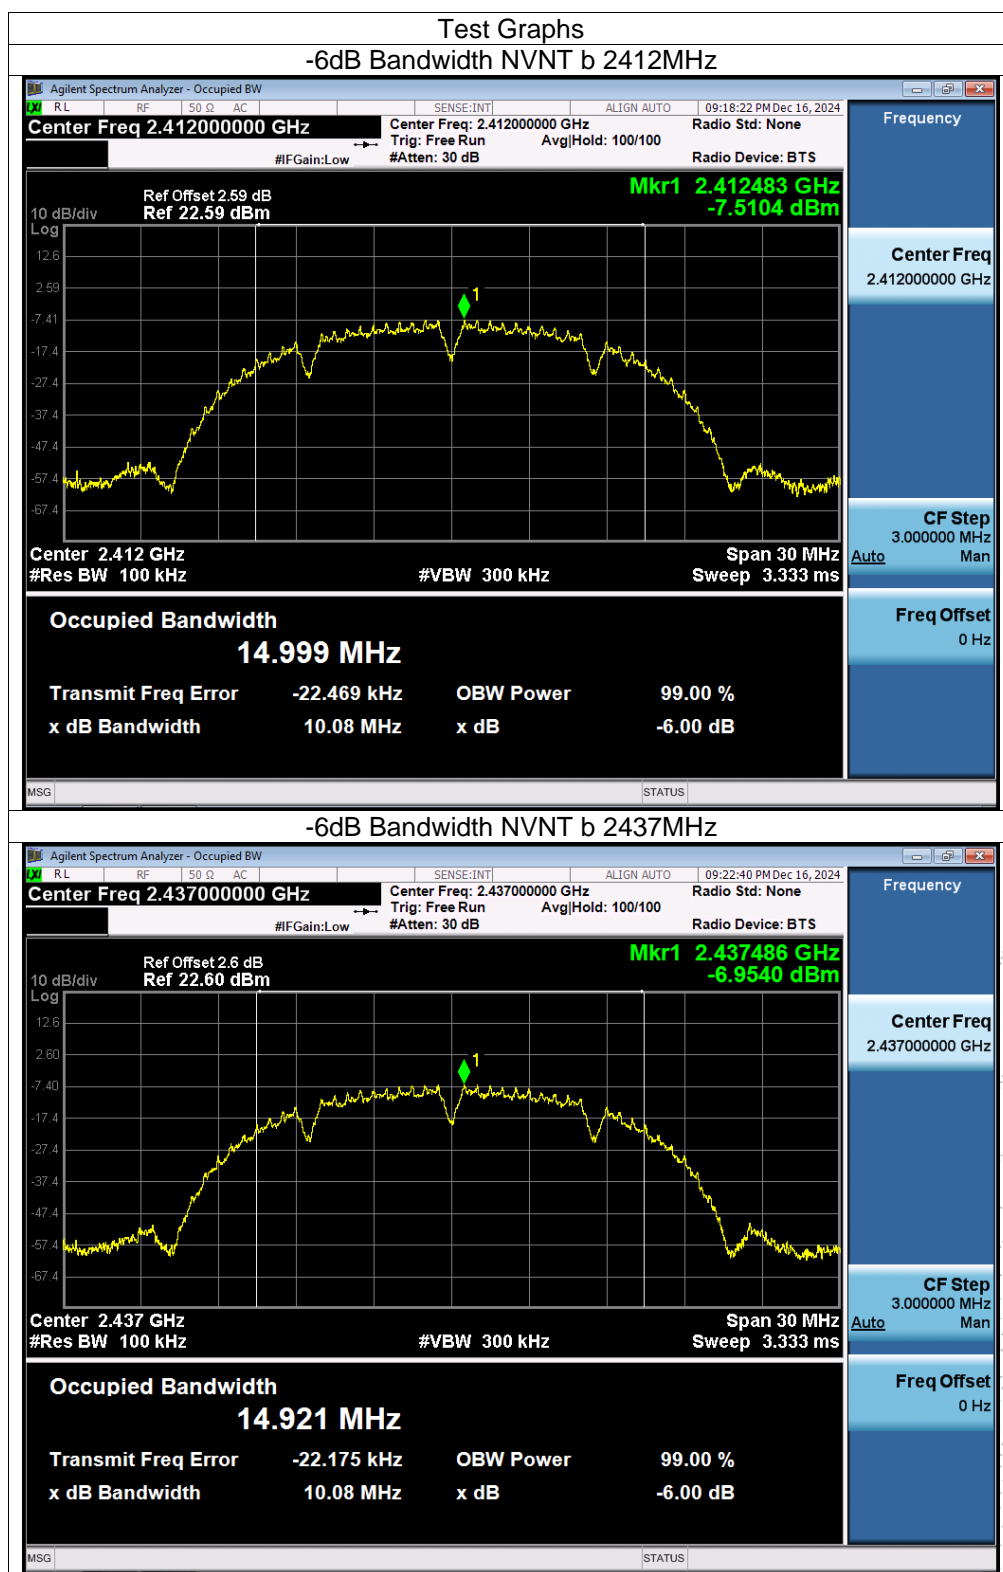 Test Graphs
-6dB Bandwidth NVNT b 2412MHz
Agilent Spectrum Analyzer - Occupied BW
LXI RL RF 50 Ω AC SENSE:INT ALIGN AUTO 09:18:22 PM Dec 16, 2024
Center Freq 2.412000000 GHz Center Freq: 2.412000000 GHz Radio Std: None Frequency
Trig: Free Run Avg|Hold: 100/100
#IFGain:Low #Atten: 30 dB Radio Device: BTS
Mkr1 2.412483 GHz
Ref Offset 2.59 dB
-7.5104 dBm
10 dB/div Ref 22.59 dBm
Log
12.6
2.59
-7.41
-17.4
-27.4
-37.4
-47.4
-57.4
-67.4
1
Center Freq
2.412000000 GHz
Center 2.412 GHz Span 30 MHz
#Res BW 100 kHz #VBW 300 kHz Sweep 3.333 ms
CF Step
3.000000 MHz
Auto Man
Occupied Bandwidth
14.999 MHz
Freq Offset
0 Hz
Transmit Freq Error -22.469 kHz OBW Power 99.00 %
x dB Bandwidth 10.08 MHz x dB -6.00 dB
MSG STATUS
-6dB Bandwidth NVNT b 2437MHz
Agilent Spectrum Analyzer - Occupied BW
LXI RL RF 50 Ω AC SENSE:INT ALIGN AUTO 09:22:40 PM Dec 16, 2024
Center Freq 2.437000000 GHz Center Freq: 2.437000000 GHz Radio Std: None Frequency
Trig: Free Run Avg|Hold: 100/100
#IFGain:Low #Atten: 30 dB Radio Device: BTS
Mkr1 2.437486 GHz
Ref Offset 2.6 dB
-6.9540 dBm
10 dB/div Ref 22.60 dBm
Log
12.6
2.60
-7.40
-17.4
-27.4
-37.4
-47.4
-57.4
-67.4
1
Center Freq
2.437000000 GHz
Center 2.437 GHz Span 30 MHz
#Res BW 100 kHz #VBW 300 kHz Sweep 3.333 ms
CF Step
3.000000 MHz
Auto Man
Occupied Bandwidth
14.921 MHz
Freq Offset
0 Hz
Transmit Freq Error -22.175 kHz OBW Power 99.00 %
x dB Bandwidth 10.08 MHz x dB -6.00 dB
MSG STATUS